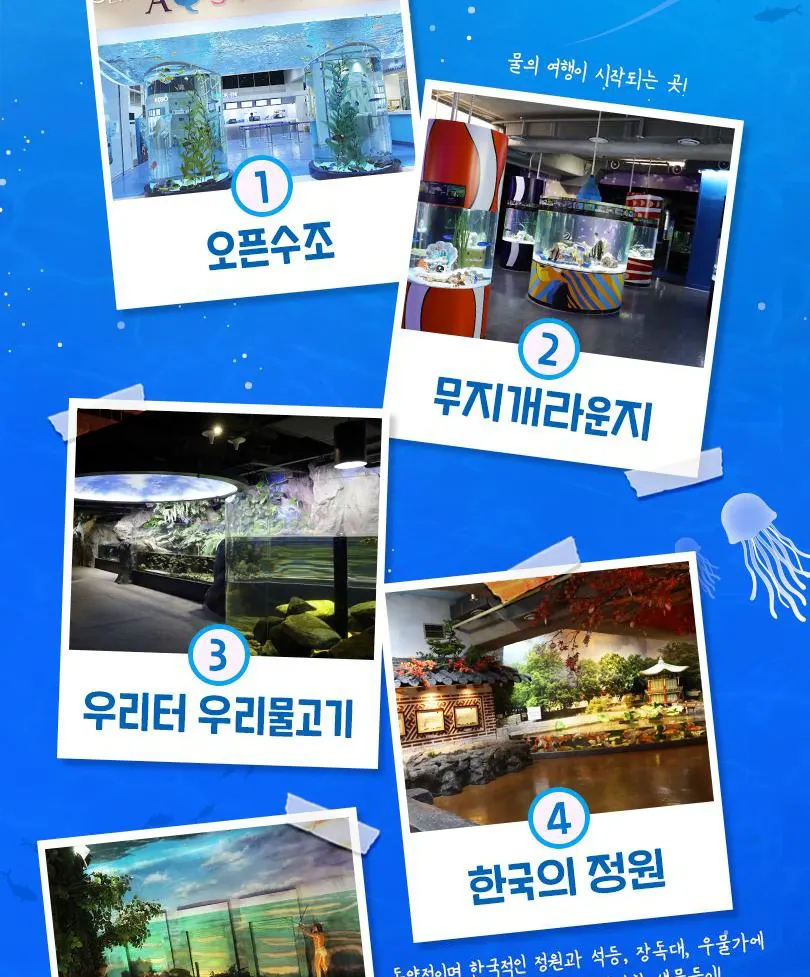 물의 여행이 시작되는 곳!
1
오픈수조
2
무지개라운지
3
우리터 우리물고기
4
한국의 정원
동양적이며 한국적인 정원과 석등, 장독대, 우물가에